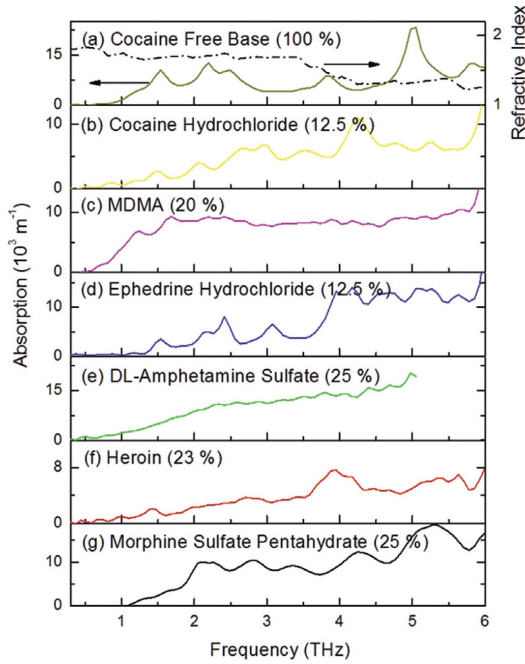 (a) Cocaine Free Base (100 %)
15
0
2
1
Refractive Index
(b) Cocaine Hydrochloride (12.5 %)
10
0
(c) MDMA (20 %)
10
0
(d) Ephedrine Hydrochloride (12.5 %)
10
0
(e) DL-Amphetamine Sulfate (25 %)
15
0
(f) Heroin (23 %)
8
0
(g) Morphine Sulfate Pentahydrate (25 %)
10
0
Absorption (10³ m⁻¹)
1 2 3 4 5 6
Frequency (THz)